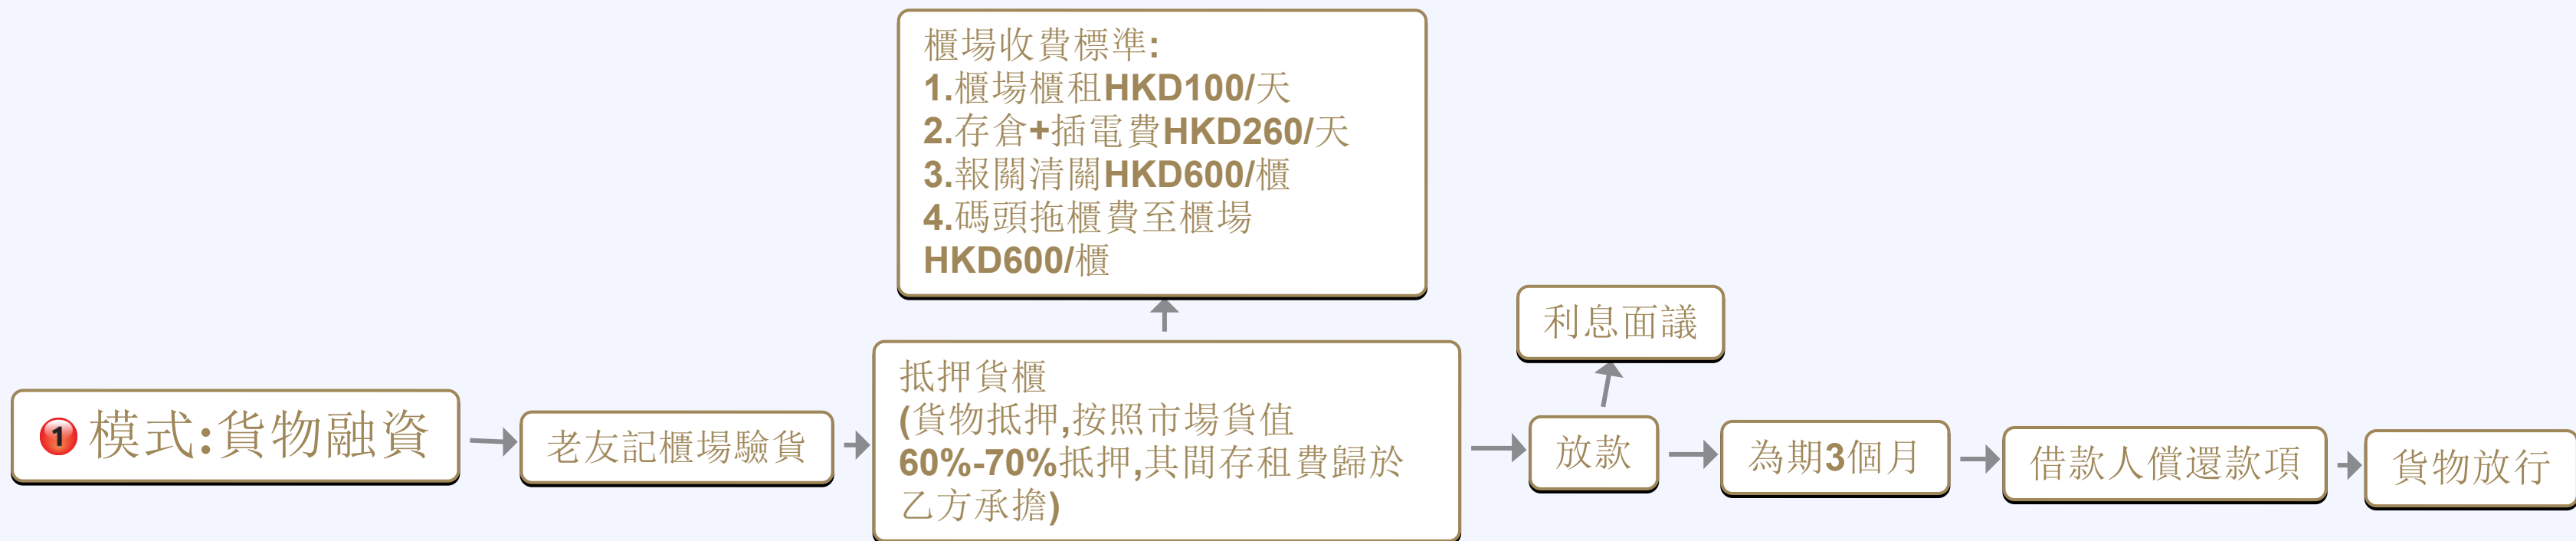 櫃場收費標準:
1.櫃場櫃租HKD100/天
2.存倉+插電費HKD260/天
3.報關清關HKD600/櫃
4.碼頭拖櫃費至櫃場
HKD600/櫃
1 模式:貨物融資
老友記櫃場驗貨
抵押貨櫃
(貨物抵押,按照市場貨值
60%-70%抵押,其間存租費歸於
乙方承擔)
利息面議
放款
為期3個月
借款人償還款項
貨物放行